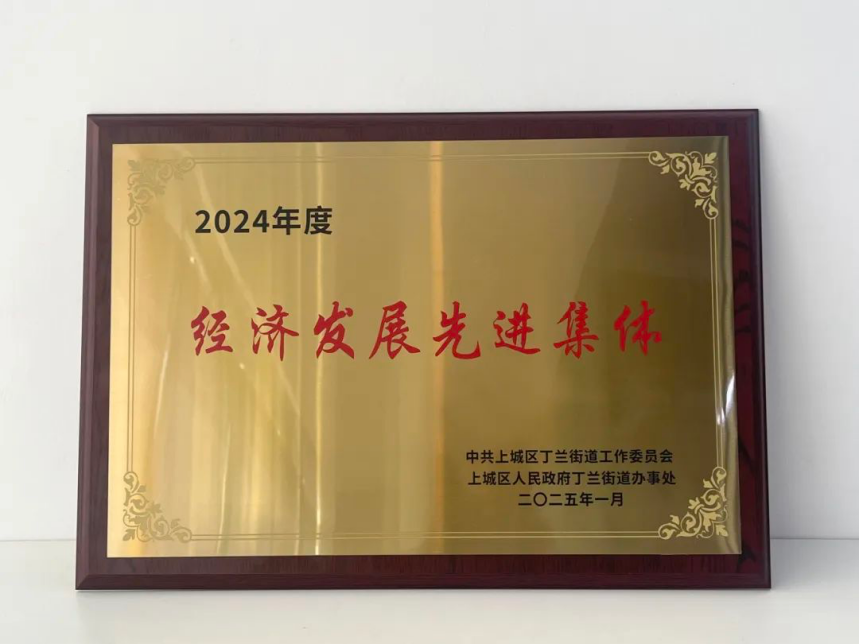 2024年度
经济发展先进集体
中共上城区丁兰街道工作委员会
上城区人民政府丁兰街道办事处
二〇二五年一月